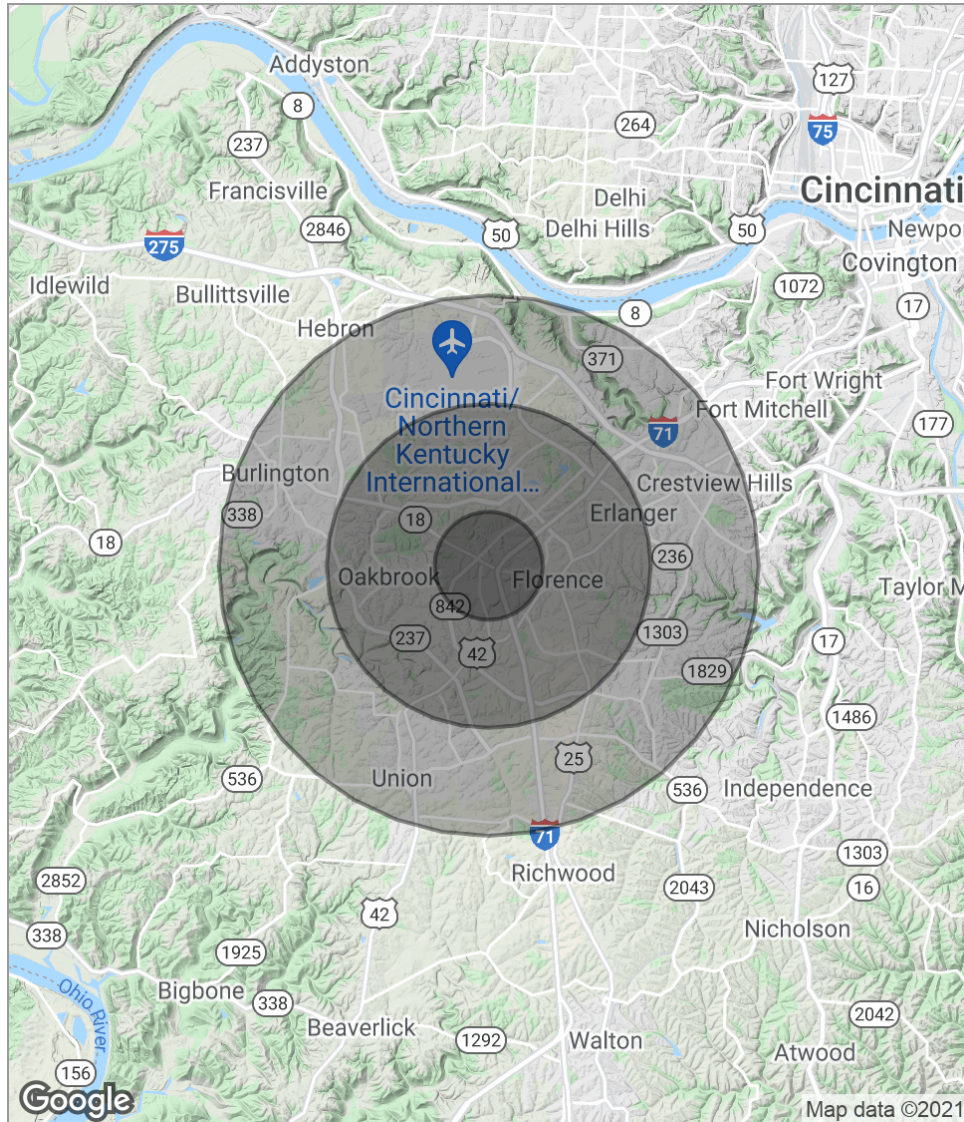 Addyston
127
8
75
264
237
Francisville
Delhi
Cincinnati
2846
50
Delhi Hills
50
Newpor
275
Covington
Idlewild
Bullittsville
1072
17
Hebron
8
371
Cincinnati/
Northern
Kentucky
International...
Fort Wright
Fort Mitchell
71
177
Burlington
Crestview Hills
338
18
Erlanger
18
236
Oakbrook
Florence
Taylor M
842
237
1303
17
42
1829
1486
25
536
Union
536
Independence
71
1303
Richwood
2852
2043
16
42
338
1925
Nicholson
Bigbone
338
Ohio River
2042
Beaverlick
1292
Walton
Atwood
156
Google
Map data ©2021